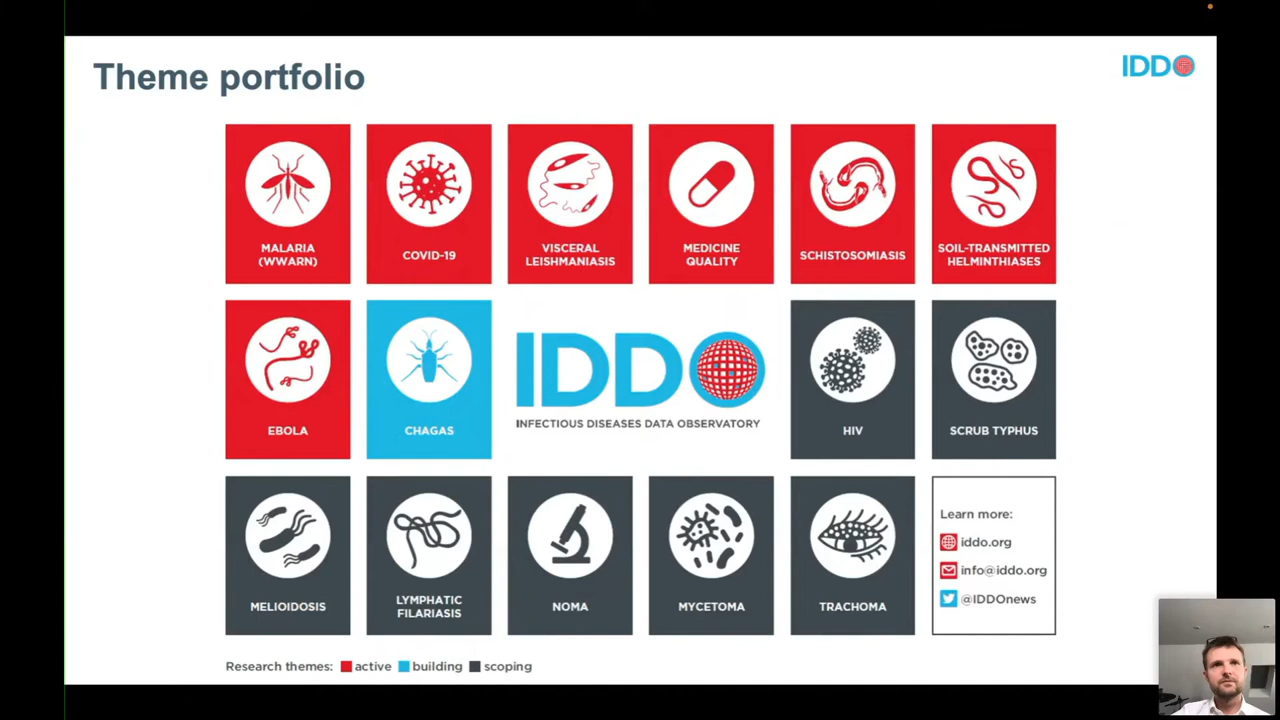 Theme portfolio
IDDO
MALARIA
(WWARN)
COVID-19
VISCERAL
LEISHMANIASIS
MEDICINE
QUALITY
SCHISTOSOMIASIS
SOIL-TRANSMITTED
HELMINTHIASES
EBOLA
CHAGAS
IDDO
INFECTIOUS DISEASES DATA OBSERVATORY
HIV
SCRUB TYPHUS
MELIOIDOSIS
LYMPHATIC
FILARIASIS
NOMA
MYCETOMA
TRACHOMA
Learn more:
iddo.org
info@iddo.org
@IDDOnews
Research themes: active building scoping